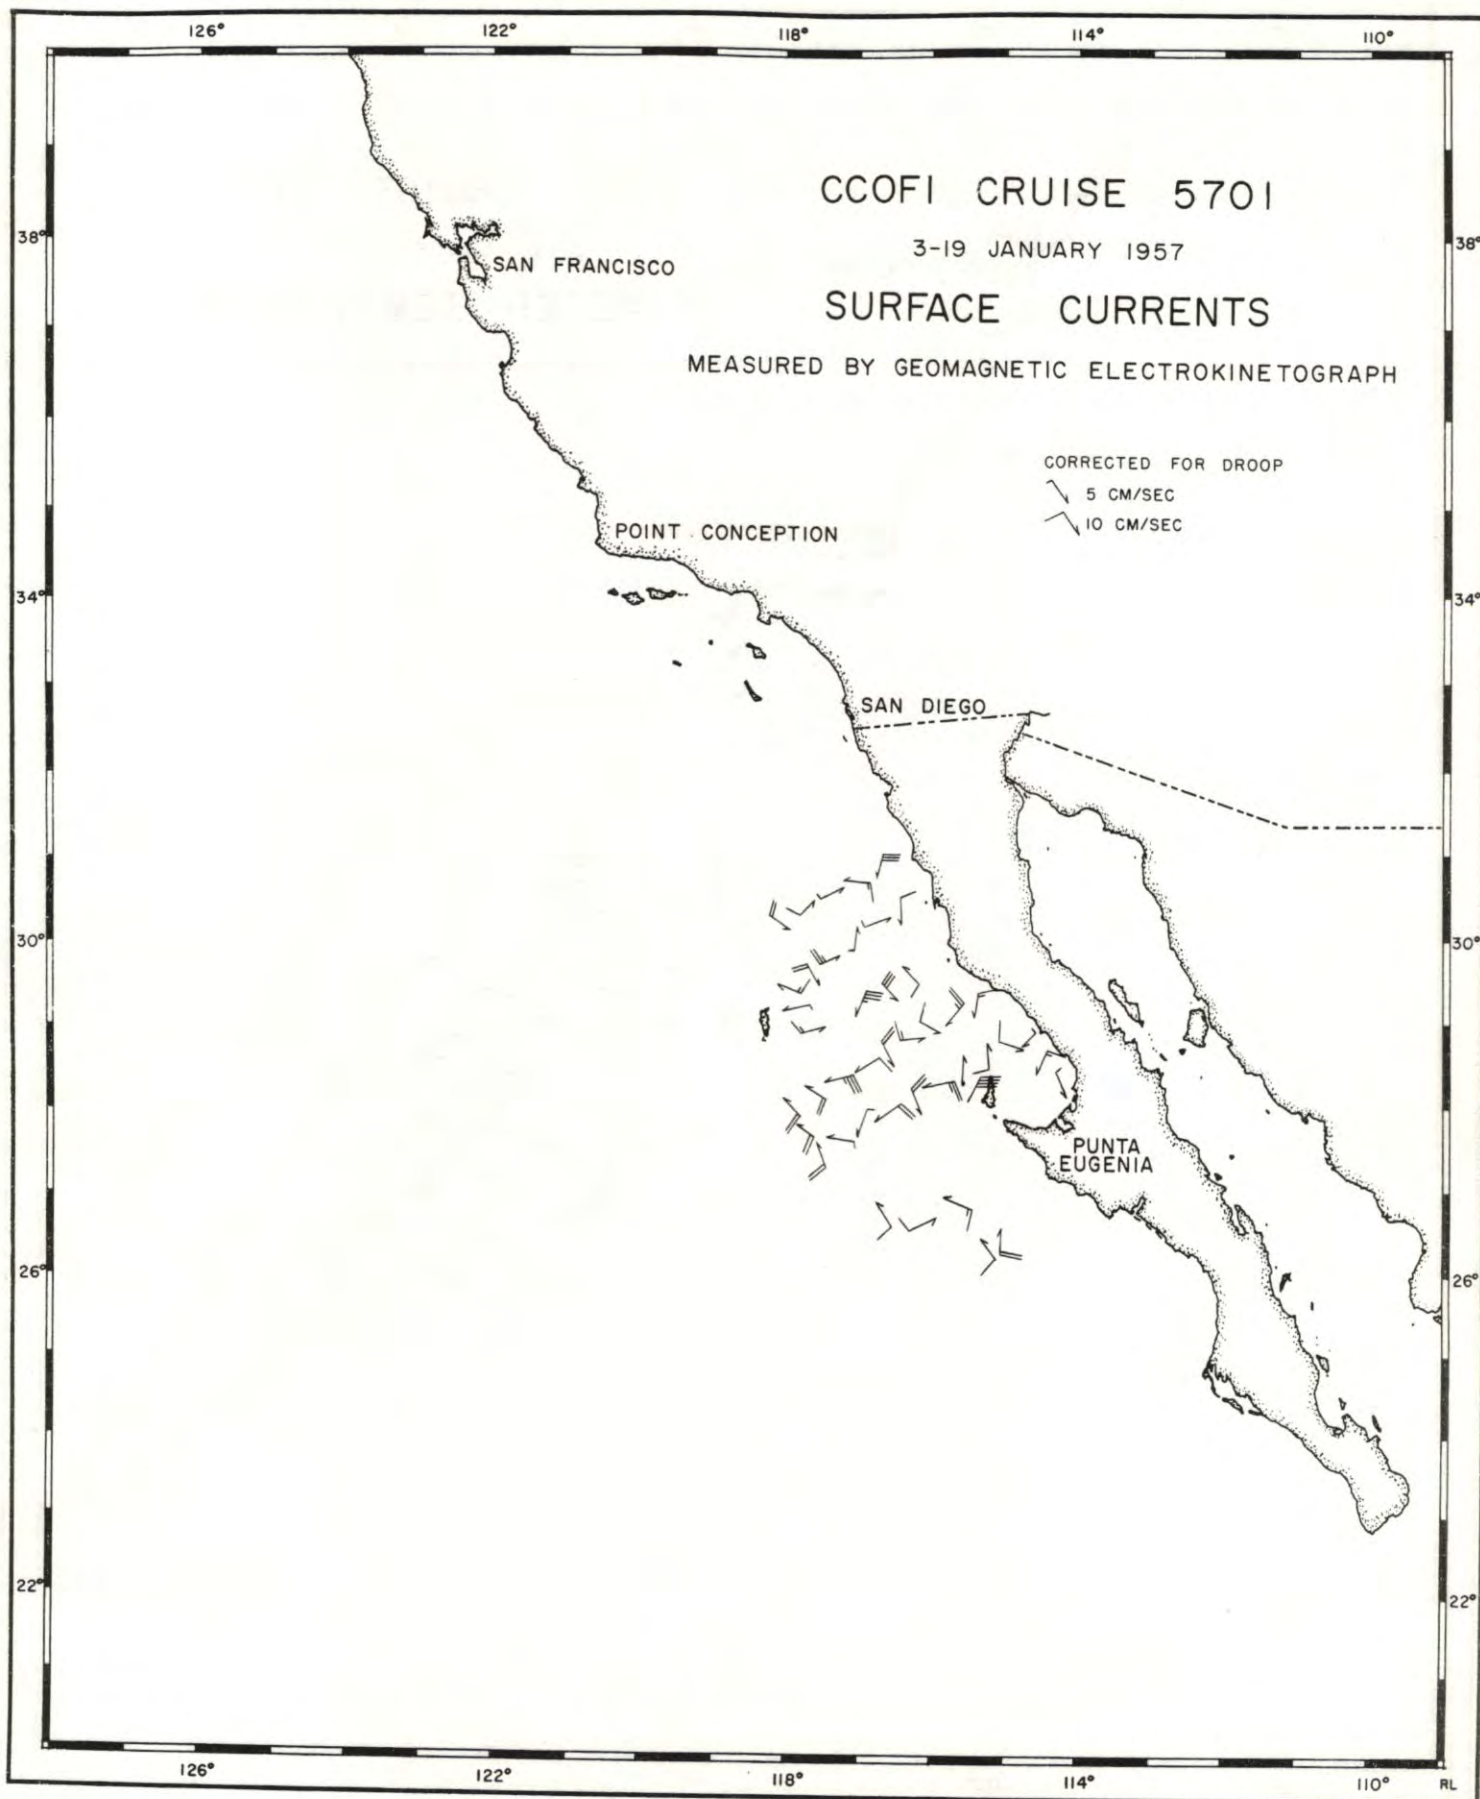 126° 122° 118° 114° 110°
CCOFI CRUISE 5701
3-19 JANUARY 1957
SURFACE CURRENTS
MEASURED BY GEOMAGNETIC ELECTROKINETOGRAPH
38° 38°
SAN FRANCISCO
CORRECTED FOR DROOP
5 CM/SEC
10 CM/SEC
POINT CONCEPTION
34° 34°
SAN DIEGO
30° 30°
PUNTA
EUGENIA
26° 26°
22° 22°
126° 122° 118° 114° 110° RL